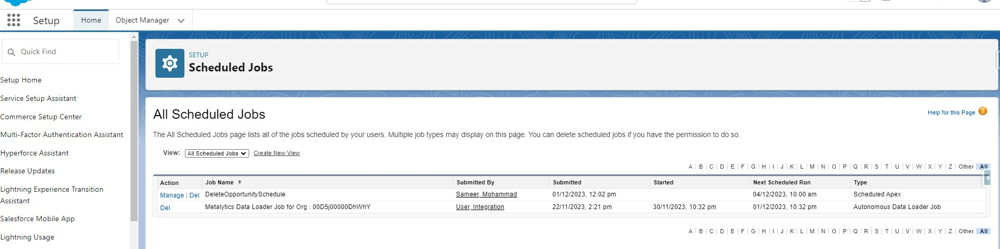 Setup Home Object Manager
Quick Find
Setup Home
Service Setup Assistant
Commerce Setup Center
Multi-Factor Authentication Assistant
Hyperforce Assistant
Release Updates
Lightning Experience Transition
Assistant
Salesforce Mobile App
Lightning Usage
SETUP
Scheduled Jobs
All Scheduled Jobs
Help for this Page ?
The All Scheduled Jobs page lists all of the jobs scheduled by your users. Multiple job types may display on this page. You can delete scheduled jobs if you have the permission to do so.
View: All Scheduled Jobs Create New View
A | B | C | D | E | F | G | H | I | J | K | L | M | N | O | P | Q | R | S | T | U | V | W | X | Y | Z | Other | All
Action Job Name ↑ Submitted By Submitted Started Next Scheduled Run Type
Manage | Del DeleteOpportunitySchedule Sameer, Mohammad 01/12/2023, 12:02 pm 04/12/2023, 10:00 am Scheduled Apex
Del Metalytics Data Loader Job for Org : 00D5j00000DhWhY User, Integration 22/11/2023, 2:21 pm 30/11/2023, 10:32 pm 01/12/2023, 10:32 pm Autonomous Data Loader Job
A | B | C | D | E | F | G | H | I | J | K | L | M | N | O | P | Q | R | S | T | U | V | W | X | Y | Z | Other | All